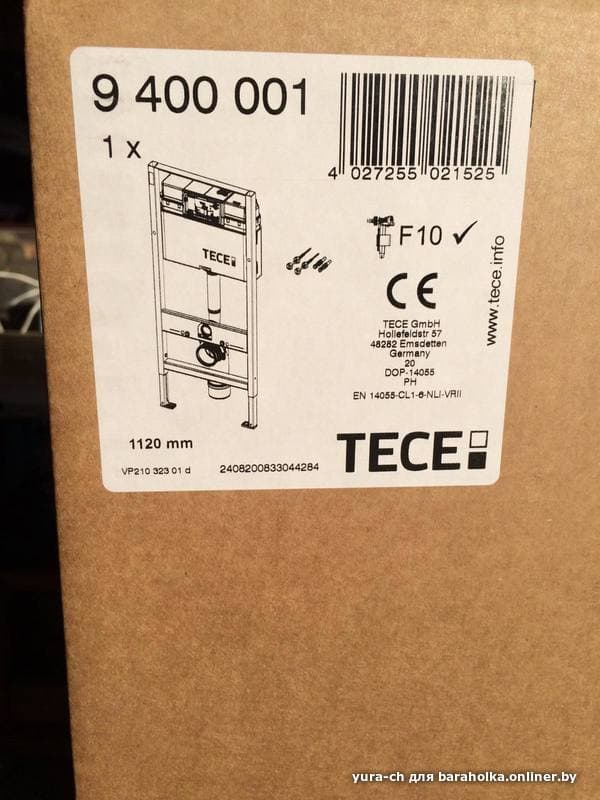 9 400 001
1 x
4 027255 021525
TECE
F10 ✓
CE
TECE GmbH
Hollefeldstr 57
48282 Emsdetten
Germany
20
DOP-14055
PH
EN 14055-CL1-6-NLI-VRII
www.tece.info
1120 mm
TECE
VP210 323 01 d
2408200833044284
yura-ch для baraholka.onliner.by